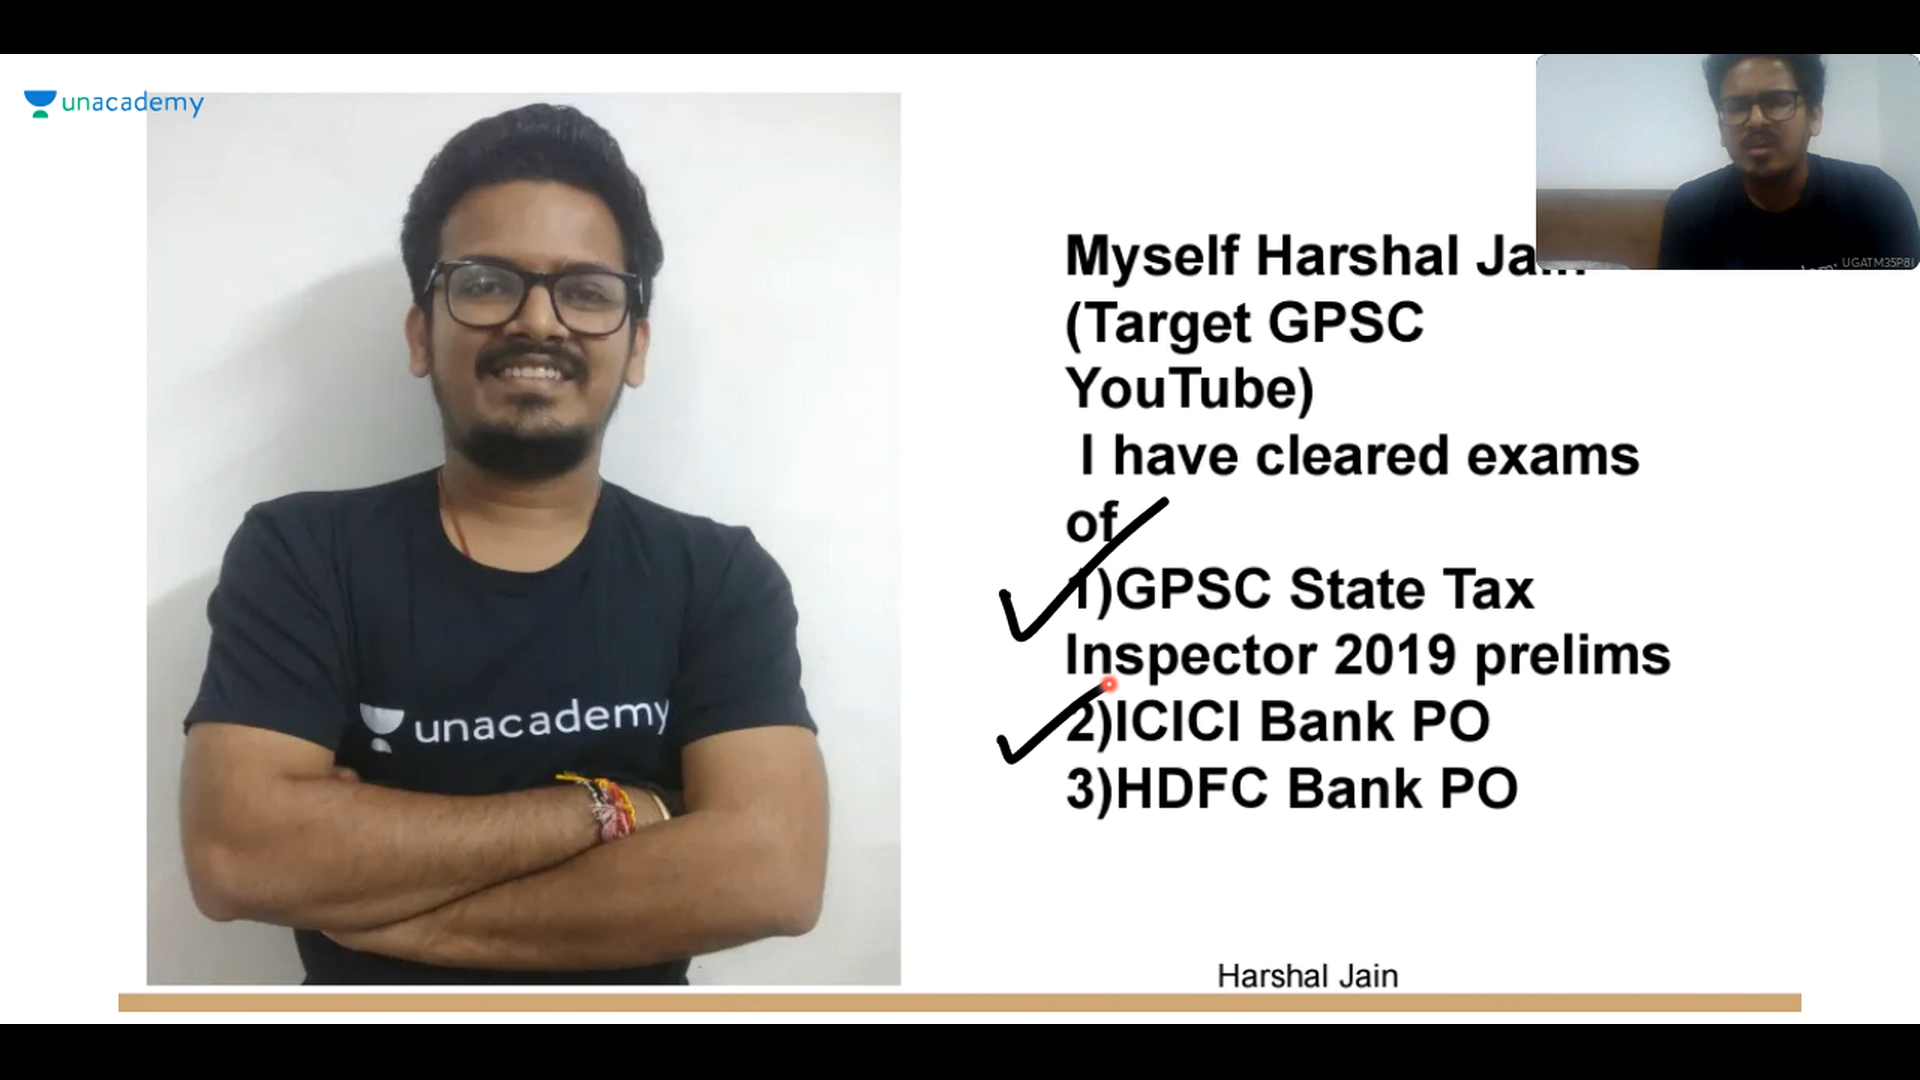 unacademy
Myself Harshal Jain
(Target GPSC
YouTube)
I have cleared exams
of
1)GPSC State Tax
Inspector 2019 prelims
2)ICICI Bank PO
3)HDFC Bank PO
unacademy
Harshal Jain